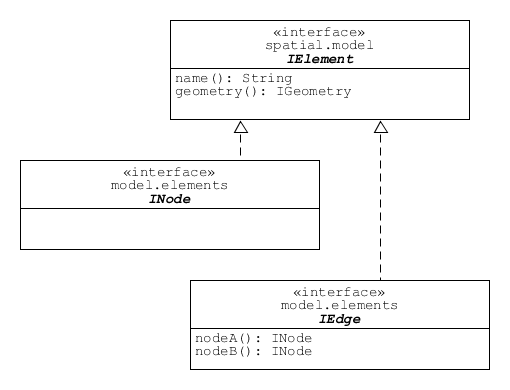 «interface»
spatial.model
IElement
name(): String
geometry(): IGeometry
«interface»
model.elements
INode
«interface»
model.elements
IEdge
nodeA(): INode
nodeB(): INode